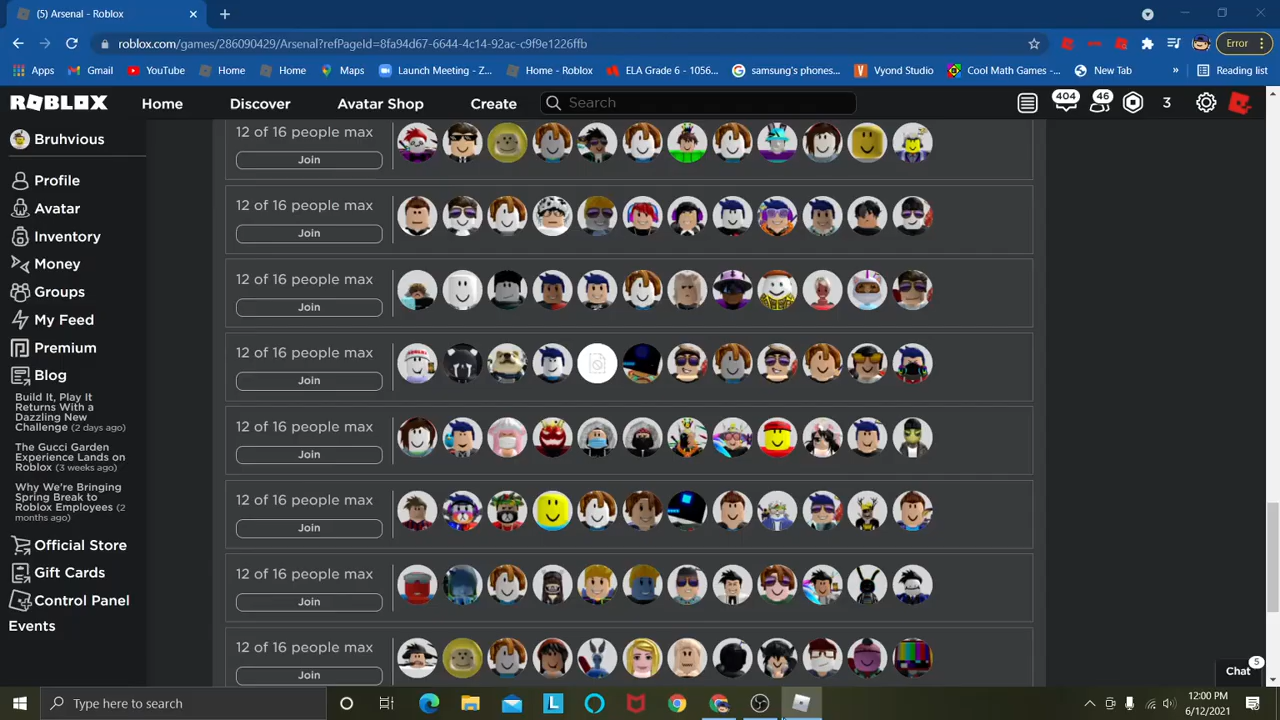 (5) Arsenal - Roblox
roblox.com/games/286090429/Arsenal?refPageId=8fa94d67-6644-4c14-92ac-c9f9e1226ffb
Error
Apps Gmail YouTube Home Home Maps Launch Meeting - Z... Home - Roblox ELA Grade 6 - 1056... samsung's phones... Vyond Studio Cool Math Games -... New Tab » Reading list
ROBLOX Home Discover Avatar Shop Create Search 404 46 3
Bruhvious
Profile
Avatar
Inventory
Money
Groups
My Feed
Premium
Blog
Build It, Play It
Returns With a
Dazzling New
Challenge (2 days ago)
The Gucci Garden
Experience Lands on
Roblox (3 weeks ago)
Why We're Bringing
Spring Break to
Roblox Employees (2
months ago)
Official Store
Gift Cards
Control Panel
Events
12 of 16 people max
Join
12 of 16 people max
Join
12 of 16 people max
Join
12 of 16 people max
Join
12 of 16 people max
Join
12 of 16 people max
Join
12 of 16 people max
Join
12 of 16 people max
Join
Chat 5
Type here to search
12:00 PM
6/12/2021